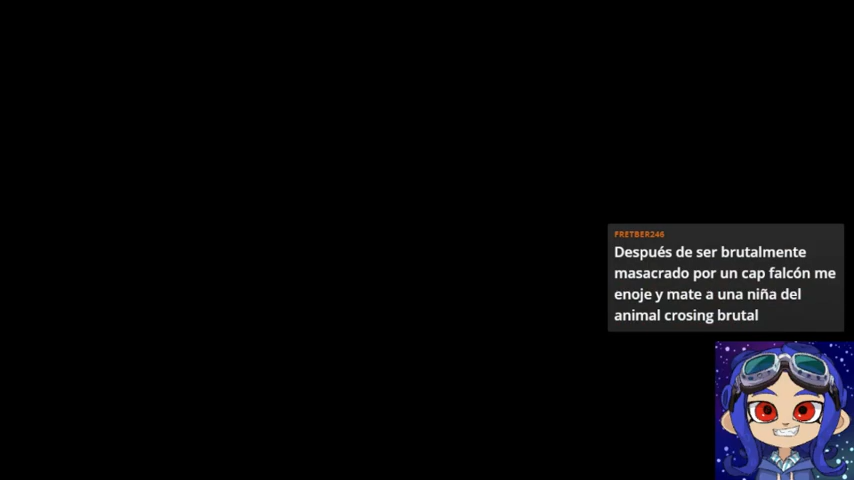 FRETBER246
Después de ser brutalmente
masacrado por un cap falcón me
enoje y mate a una niña del
animal crosing brutal